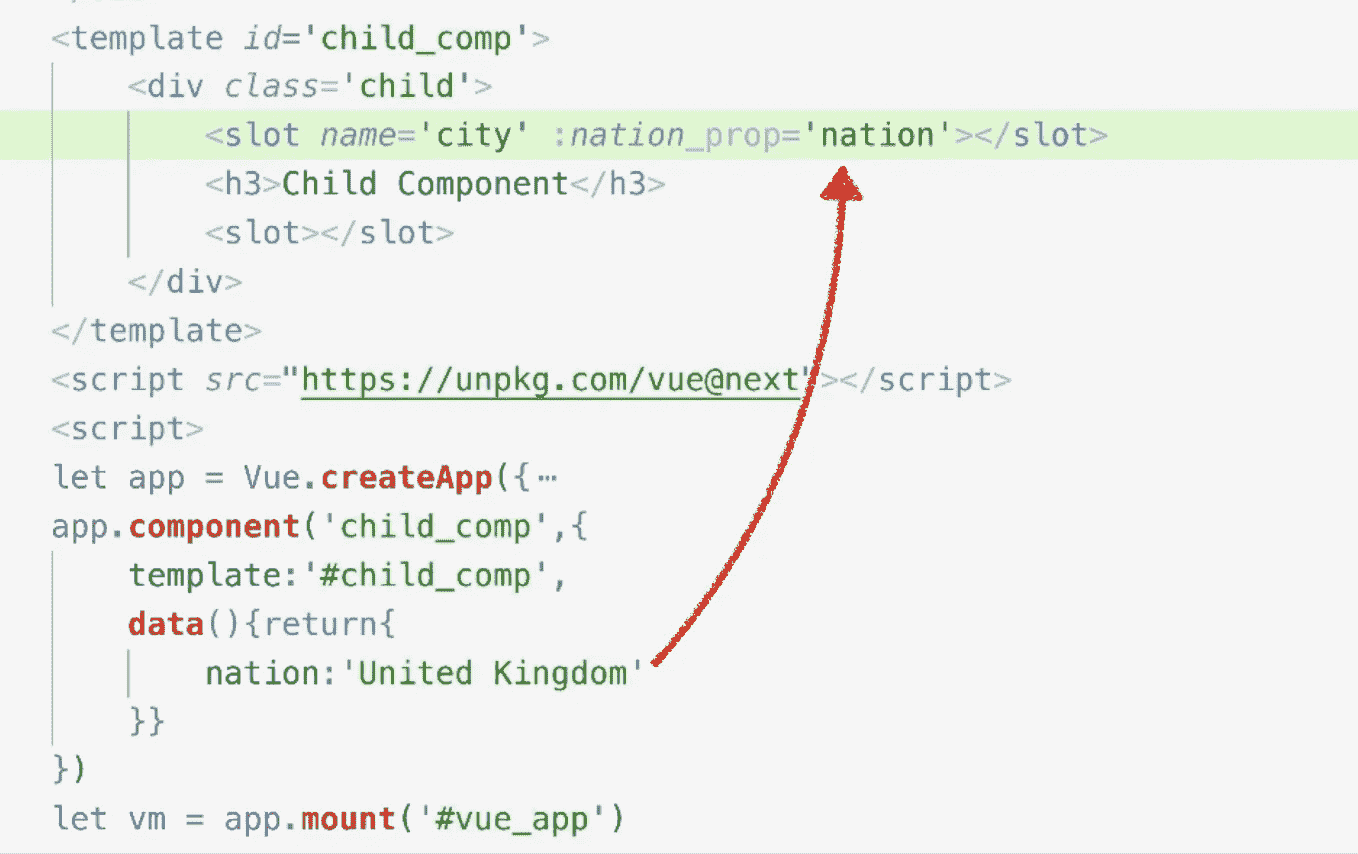 <template id='child_comp'>
<div class='child'>
<slot name='city' :nation_prop='nation'></slot>
<h3>Child Component</h3>
<slot></slot>
</div>
</template>
<script src="https://unpkg.com/vue@next"></script>
<script>
let app = Vue.createApp({⋯
app.component('child_comp',{
template:'#child_comp',
data(){return{
nation:'United Kingdom'
}}
})
let vm = app.mount('#vue_app')